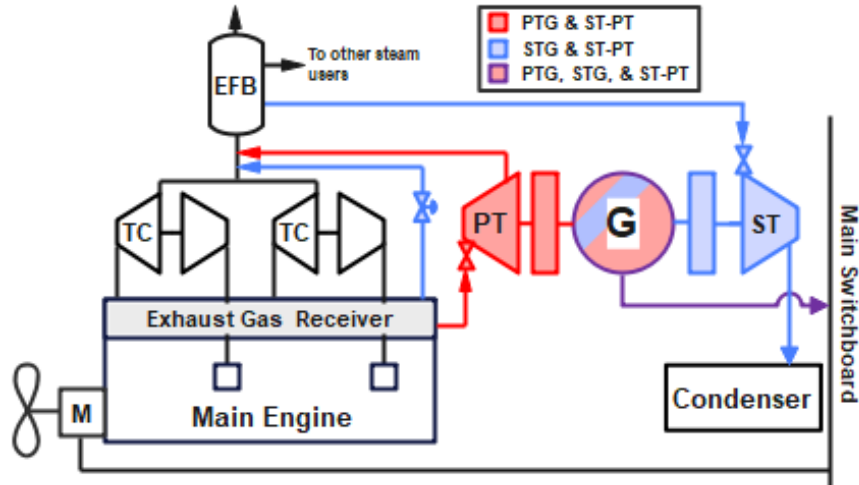 PTG & ST-PT
STG & ST-PT
PTG, STG, & ST-PT
To other steam
users
EFB
TC
TC
PT
G
ST
Main Switchboard
Exhaust Gas Receiver
Main Engine
M
Condenser